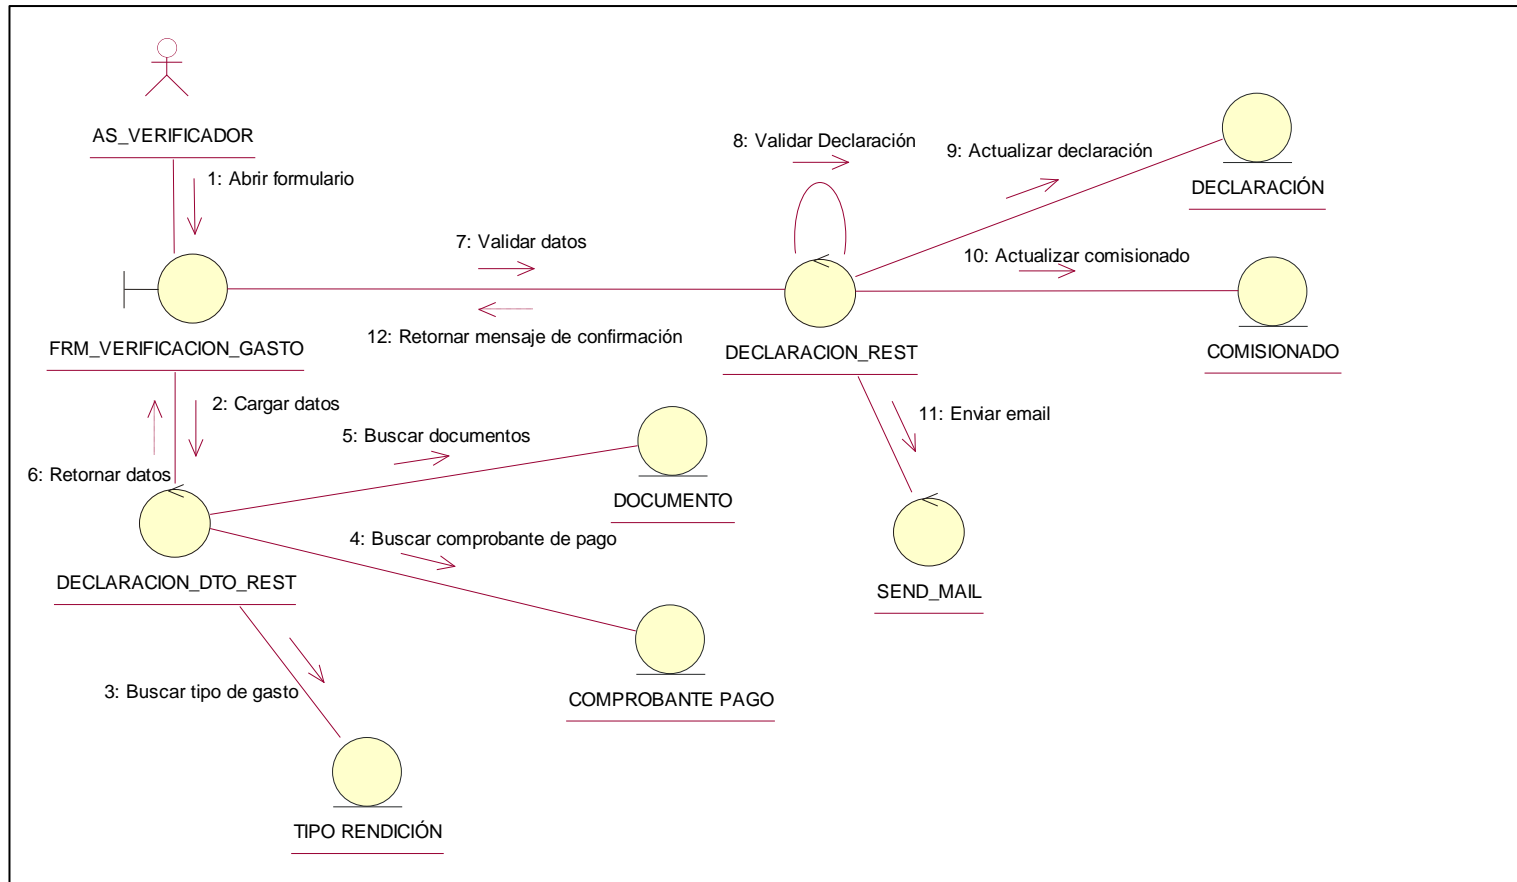 AS_VERIFICADOR
1: Abrir formulario
8: Validar Declaración
9: Actualizar declaración
DECLARACIÓN
7: Validar datos
10: Actualizar comisionado
12: Retornar mensaje de confirmación
FRM_VERIFICACION_GASTO
DECLARACION_REST
COMISIONADO
2: Cargar datos
5: Buscar documentos
11: Enviar email
6: Retornar datos
DOCUMENTO
4: Buscar comprobante de pago
DECLARACION_DTO_REST
SEND_MAIL
3: Buscar tipo de gasto
COMPROBANTE PAGO
TIPO RENDICIÓN